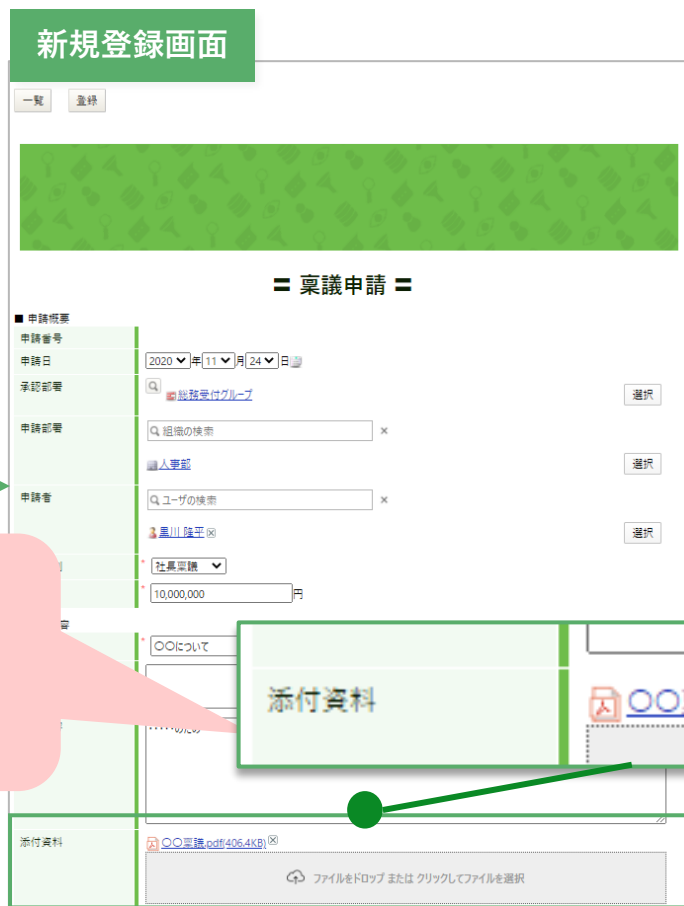 新規登録画面
一覧 登録
〓 稟議申請 〓
■ 申請概要
申請番号
申請日 2020 年 11 月 24 日
承認部署 総務受付グループ 選択
申請部署 組織の検索 ×
人事部 選択
申請者 ユーザの検索 ×
黒川 隆平 選択
* 社長稟議
* 10,000,000 円
* 〇〇について
添付資料 〇〇
・・・・・のため
添付資料 〇〇稟議.pdf(406.4KB)
ファイルをドロップ または クリックしてファイルを選択